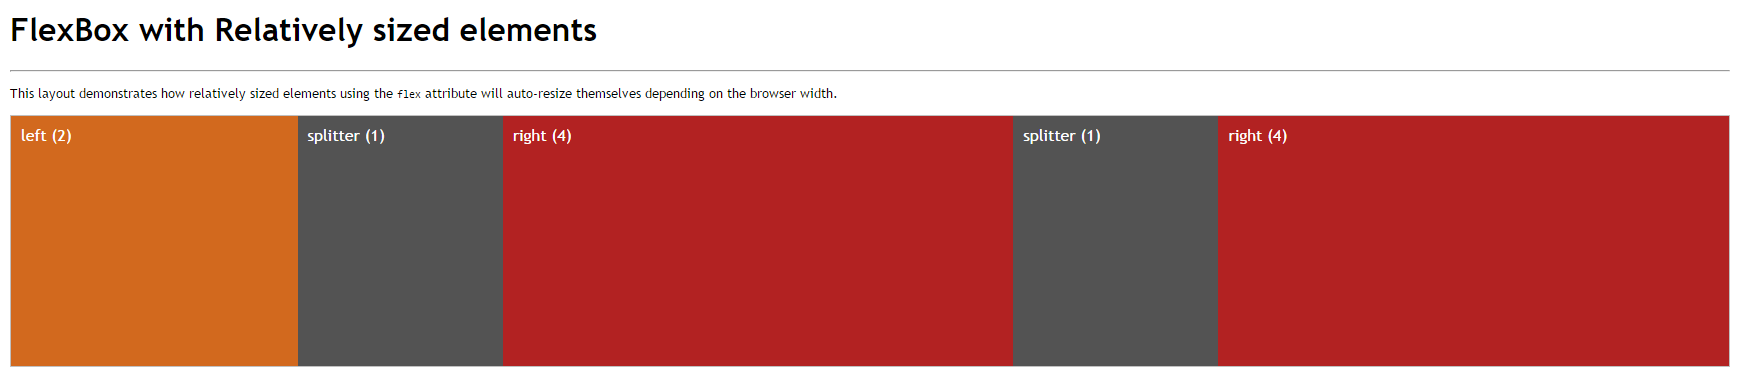 FlexBox with Relatively sized elements
This layout demonstrates how relatively sized elements using the flex attribute will auto-resize themselves depending on the browser width.
left (2) splitter (1) right (4) splitter (1) right (4)